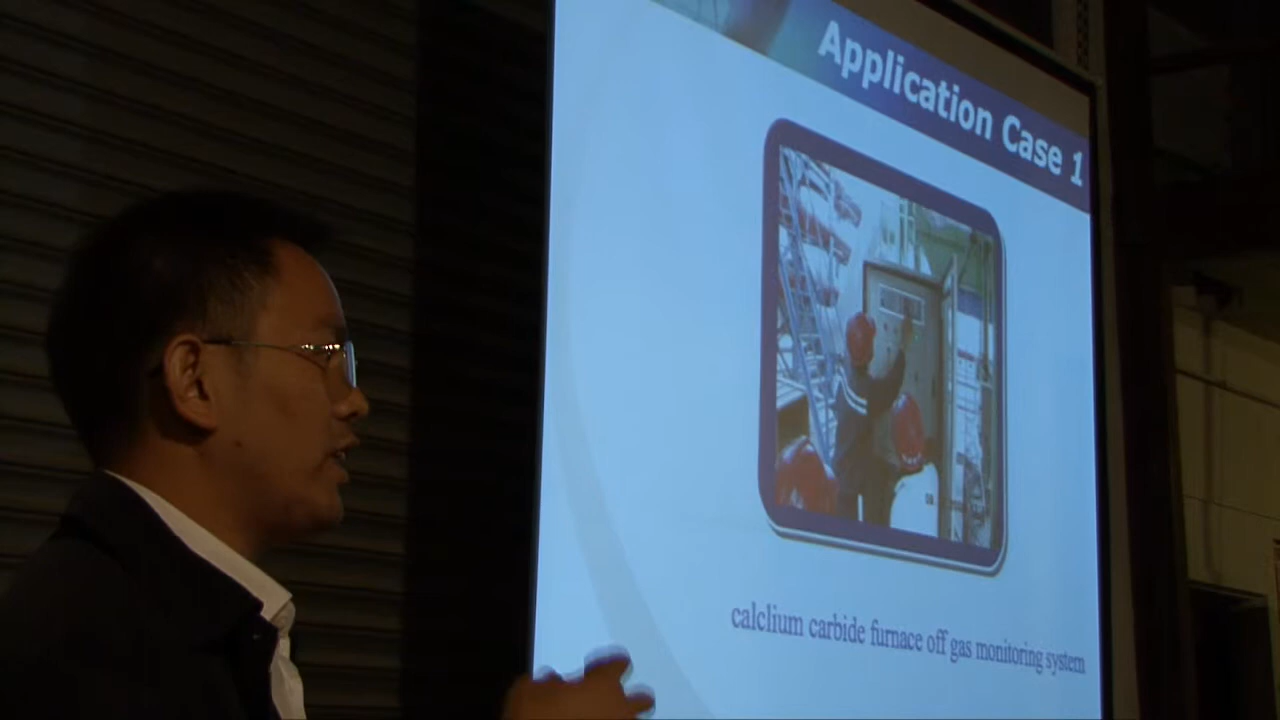 Application Case 1
calclium carbide furnace off gas monitoring system